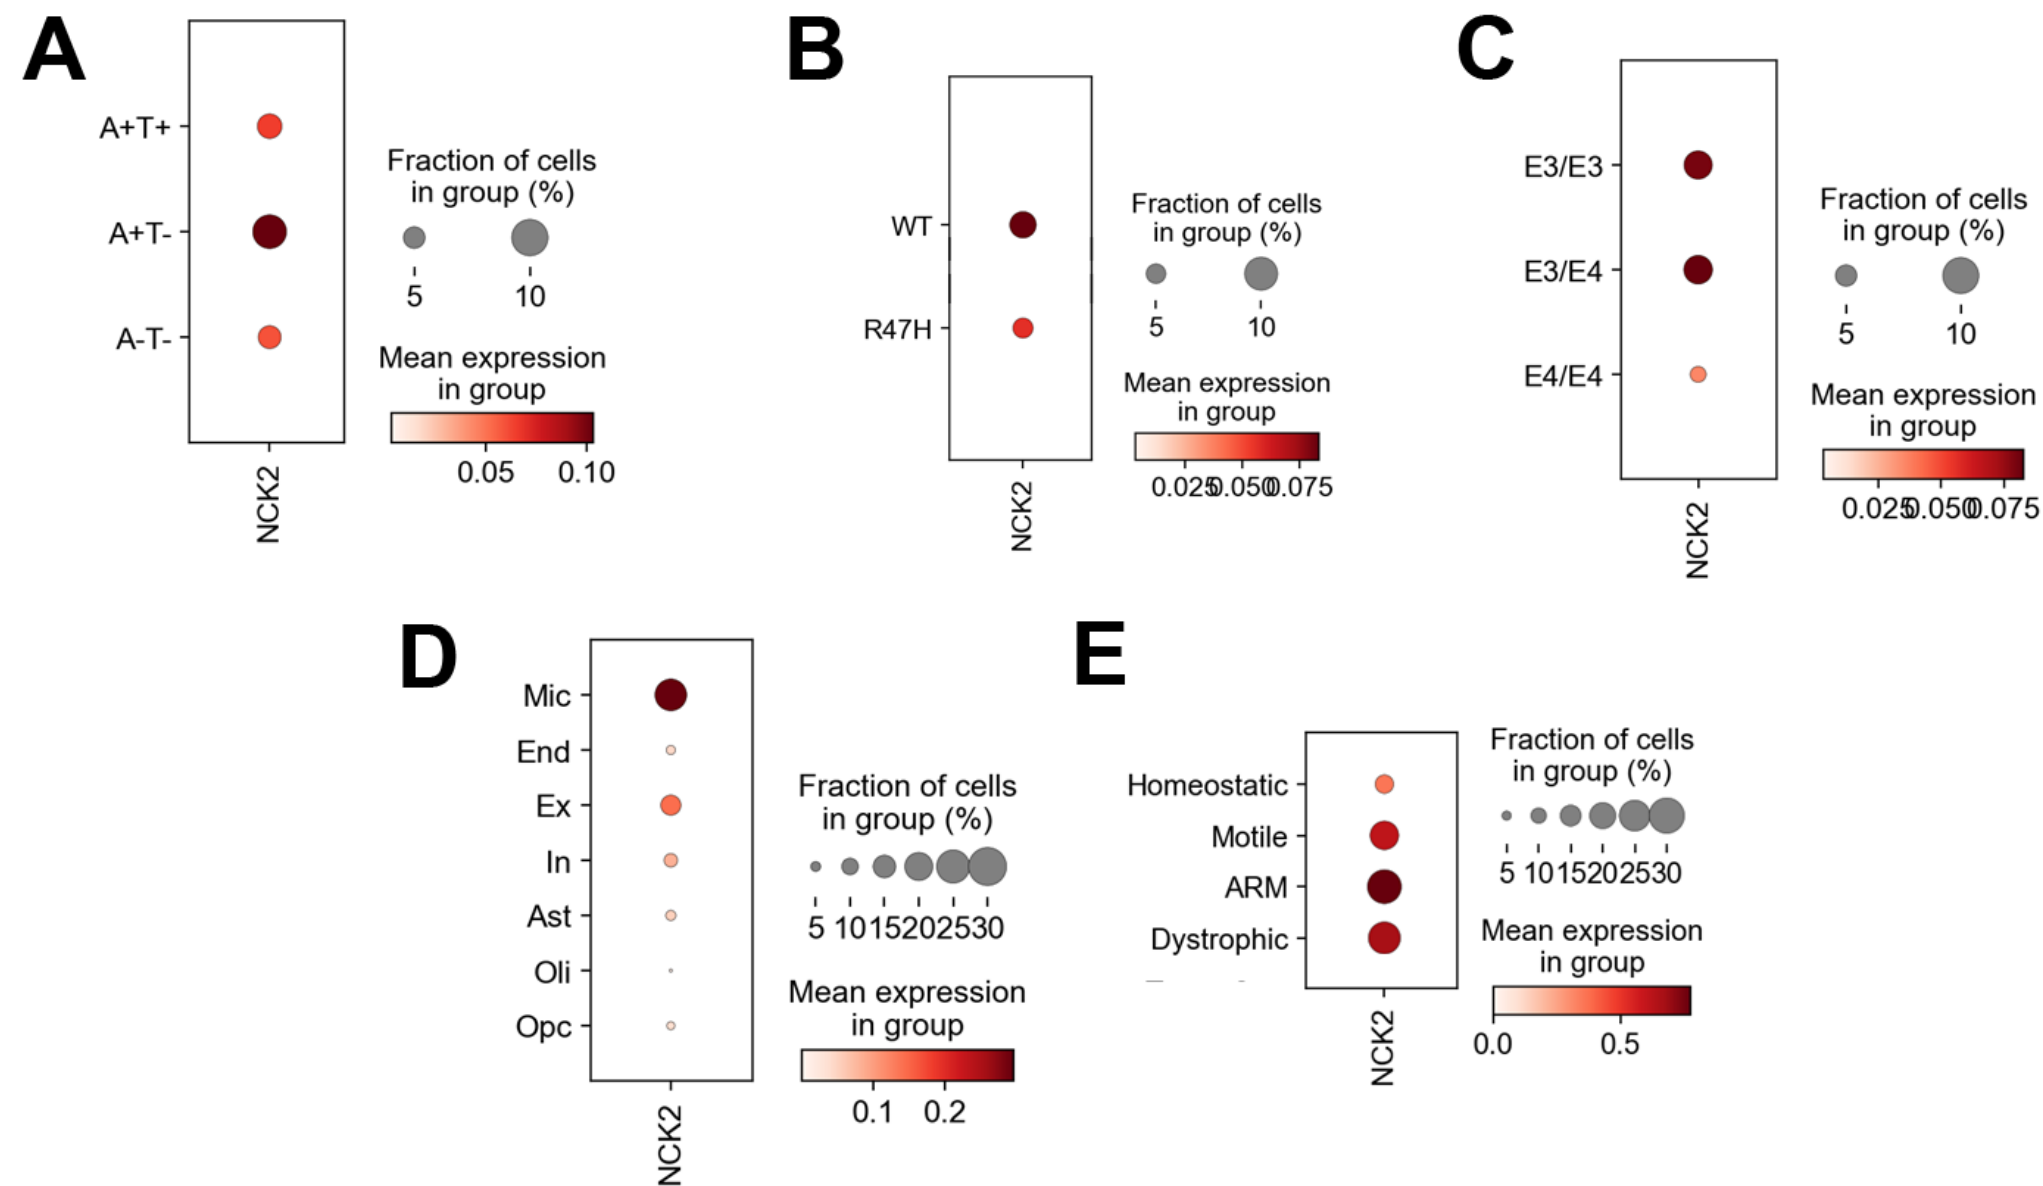 A
A+T+
A+T-
A-T-
NCK2
Fraction of cells
in group (%)
5 10
Mean expression
in group
0.05 0.10
B
WT
R47H
NCK2
Fraction of cells
in group (%)
5 10
Mean expression
in group
0.025 0.050 0.075
C
E3/E3
E3/E4
E4/E4
NCK2
Fraction of cells
in group (%)
5 10
Mean expression
in group
0.025 0.050 0.075
D
Mic
End
Ex
In
Ast
Oli
Opc
NCK2
Fraction of cells
in group (%)
5 10 15 20 25 30
Mean expression
in group
0.1 0.2
E
Homeostatic
Motile
ARM
Dystrophic
NCK2
Fraction of cells
in group (%)
5 10 15 20 25 30
Mean expression
in group
0.0 0.5